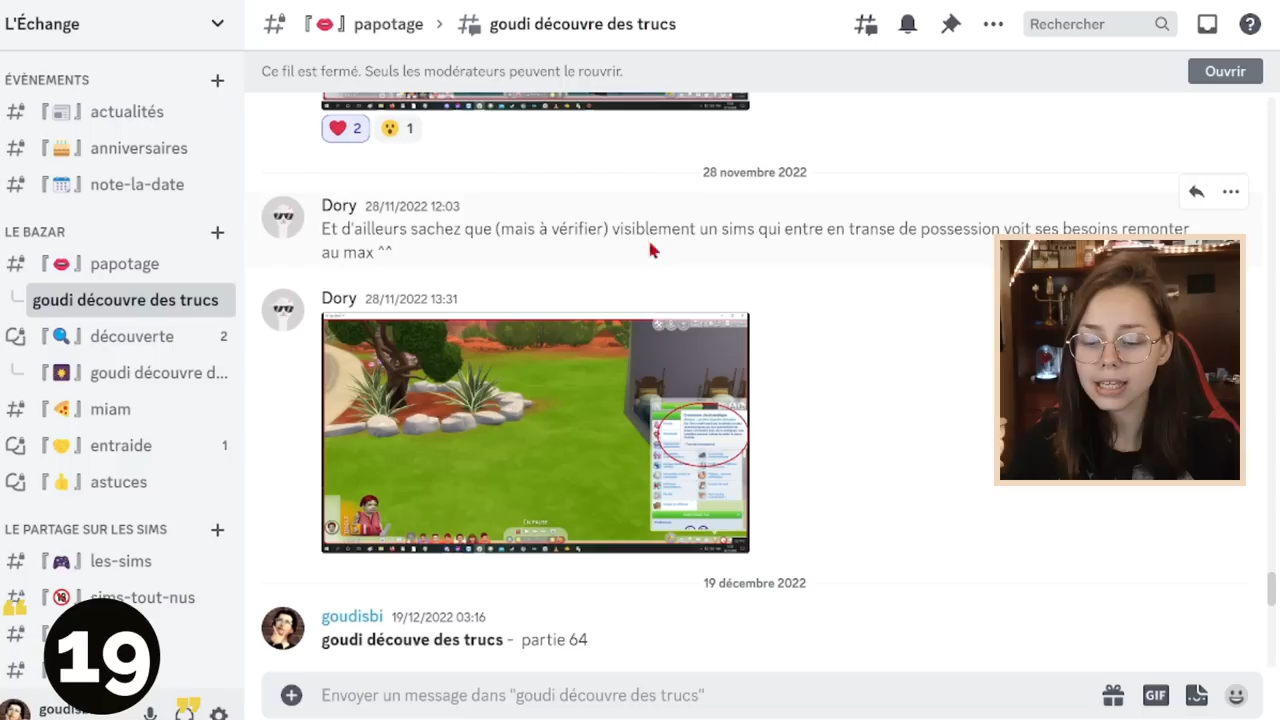 L'Échange
『👄』 papotage › goudi découvre des trucs
Rechercher
Ce fil est fermé. Seuls les modérateurs peuvent le rouvrir.
Ouvrir
ÉVÈNEMENTS
『📰』 actualités
『🎂』 anniversaires
『📅』 note-la-date
LE BAZAR
『👄』 papotage
goudi découvre des trucs
『🔍』 découverte 2
goudi découvre d...
miam
entraide 1
『👍』 astuces
LE PARTAGE SUR LES SIMS
『🎮』 les-sims
『🔞』 sims-tout-nus
19
goudisb
❤️ 2 😮 1
28 novembre 2022
Dory 28/11/2022 12:03
Et d'ailleurs sachez que (mais à vérifier) visiblement un sims qui entre en transe de possession voit ses besoins remonter
au max ^^
Dory 28/11/2022 13:31
EN PAUSE
19 décembre 2022
goudisbi 19/12/2022 03:16
goudi découve des trucs - partie 64
Envoyer un message dans "goudi découvre des trucs"
GIF